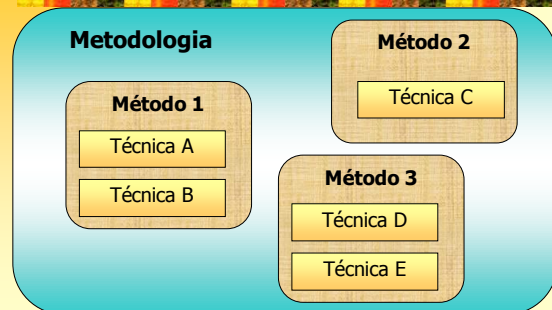 Metodologia
Método 1
Técnica A
Técnica B
Método 2
Técnica C
Método 3
Técnica D
Técnica E